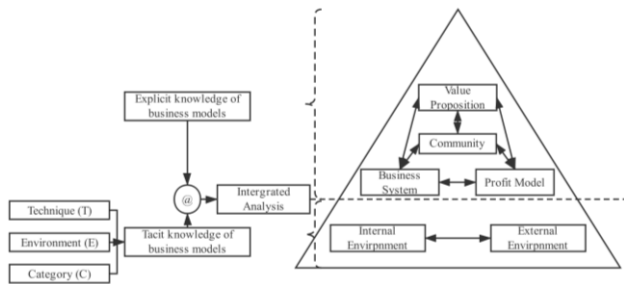 Explicit knowledge of
business models
@
Intergrated
Analysis
Technique (T)
Environment (E)
Category (C)
Tacit knowledge of
business models
Value
Proposition
Community
Business
System
Profit Model
Internal
Envirpnment
External
Envirpnment